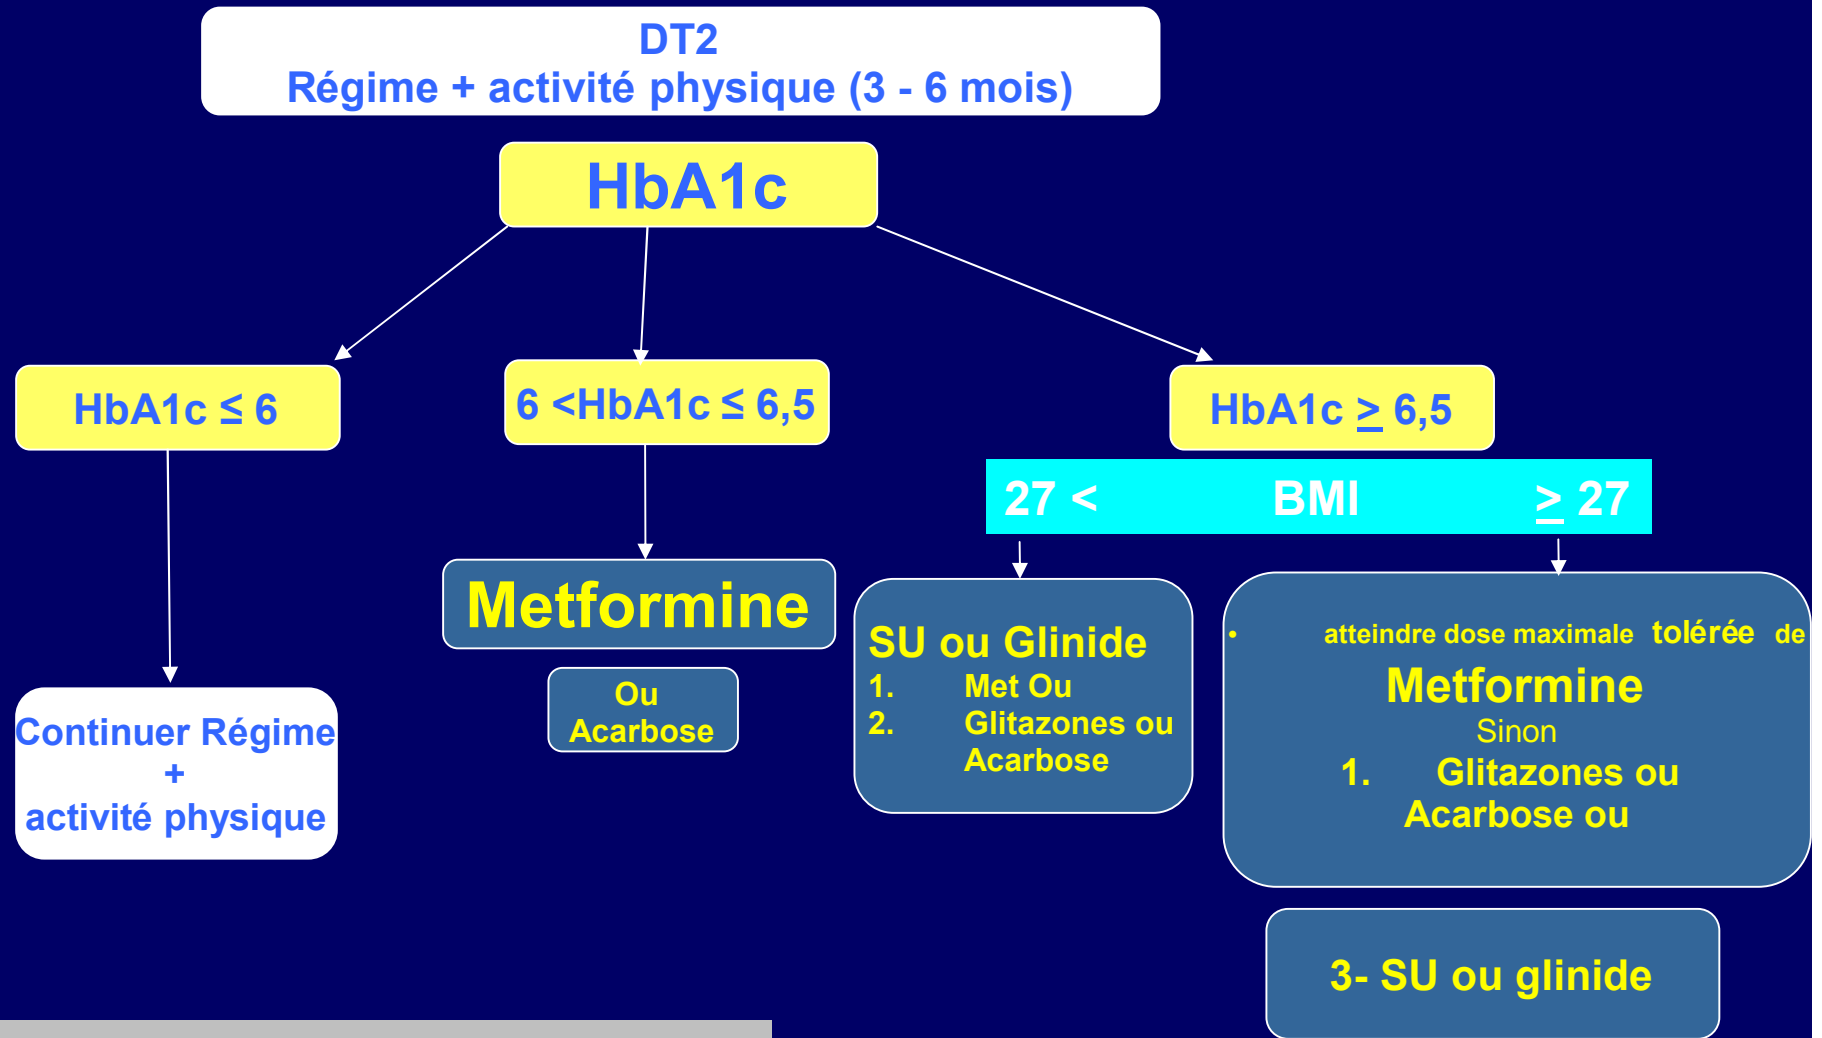 DT2
Régime + activité physique (3 - 6 mois)
HbA1c
HbA1c ≤ 6
6 <HbA1c ≤ 6,5
HbA1c ≥ 6,5
27 < BMI ≥ 27
Metformine
Ou
Acarbose
SU ou Glinide
1. Met Ou
2. Glitazones ou
Acarbose
• atteindre dose maximale tolérée de
Metformine
Sinon
1. Glitazones ou
Acarbose ou
Continuer Régime
+
activité physique
3- SU ou glinide